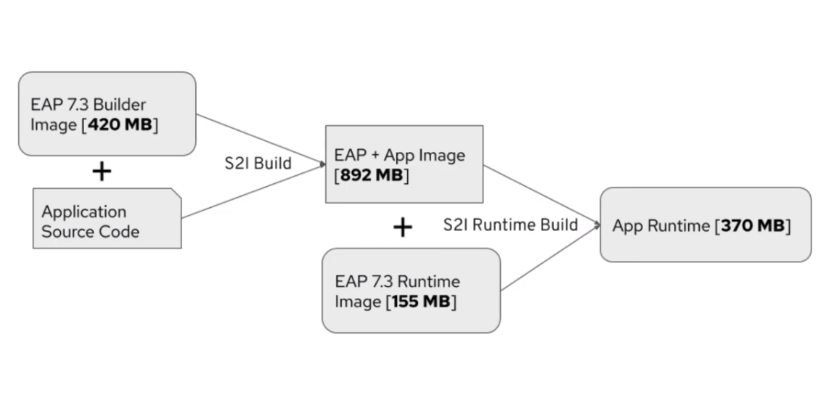 EAP 7.3 Builder
Image [420 MB]
+
Application
Source Code
S2I Build
EAP + App Image
[892 MB]
+
EAP 7.3 Runtime
Image [155 MB]
S2I Runtime Build
App Runtime [370 MB]